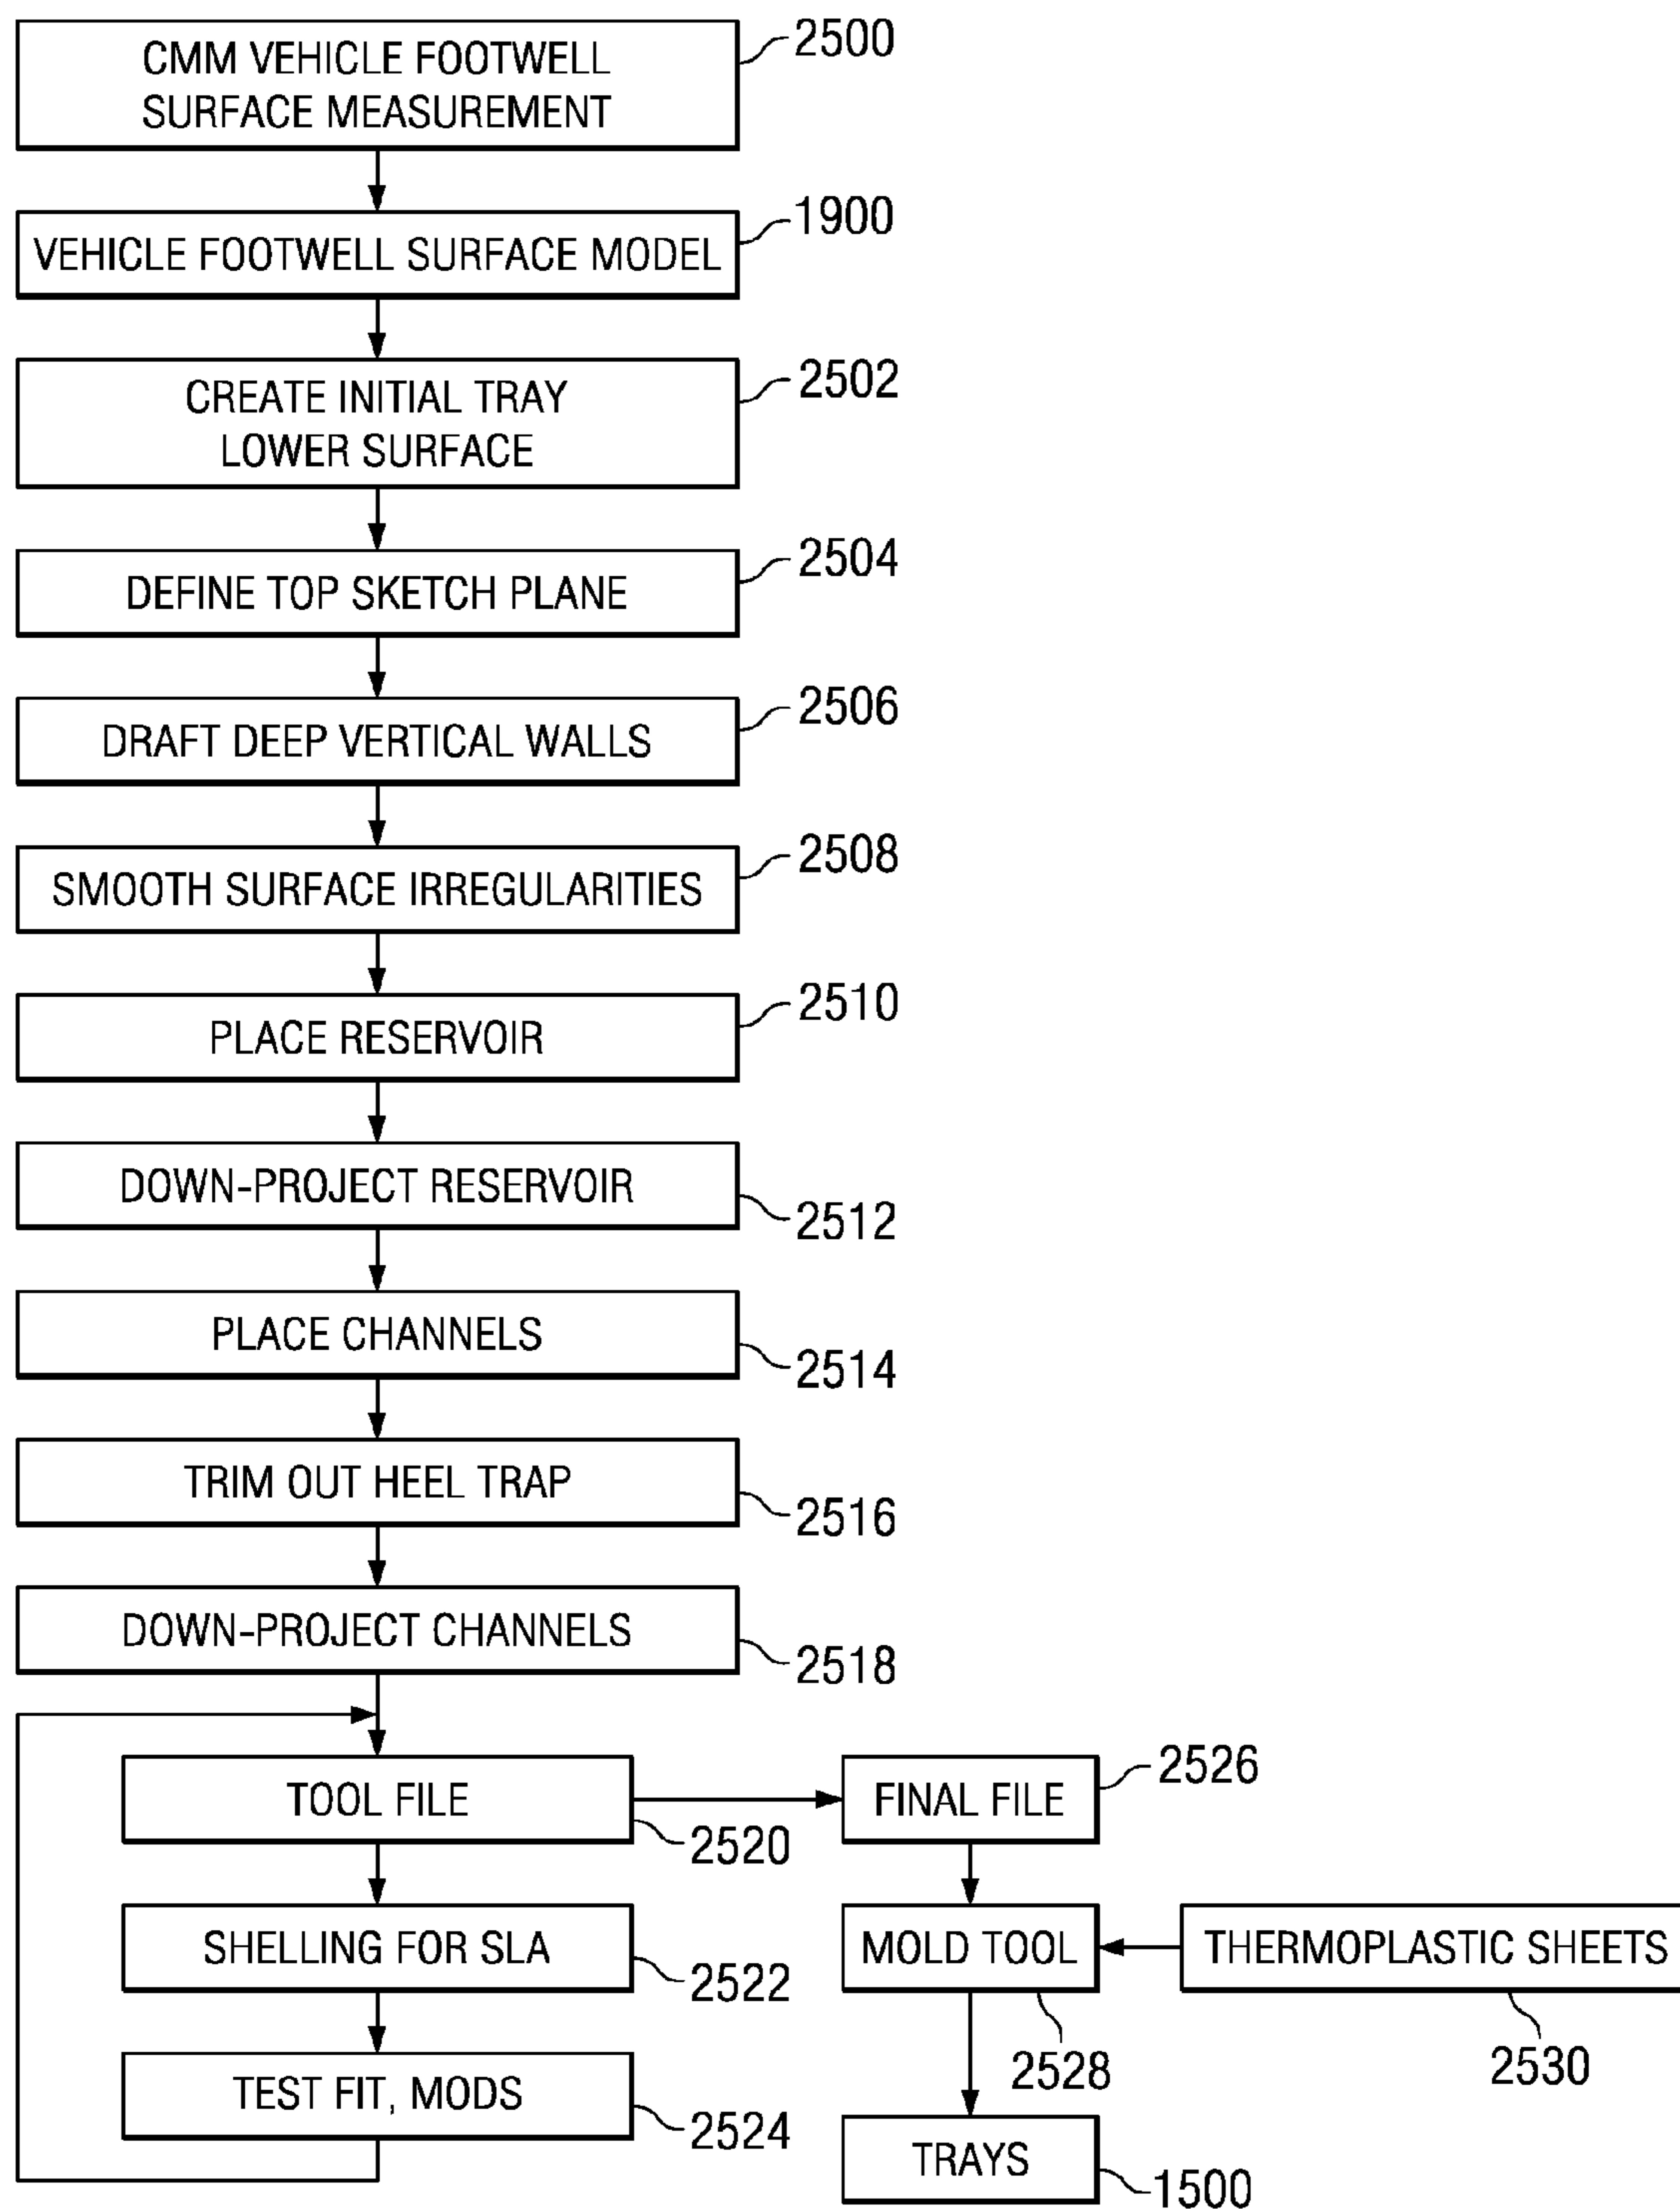 CMM VEHICLE FOOTWELL
SURFACE MEASUREMENT
2500
VEHICLE FOOTWELL SURFACE MODEL
1900
CREATE INITIAL TRAY
LOWER SURFACE
2502
DEFINE TOP SKETCH PLANE
2504
DRAFT DEEP VERTICAL WALLS
2506
SMOOTH SURFACE IRREGULARITIES
2508
PLACE RESERVOIR
2510
DOWN-PROJECT RESERVOIR
2512
PLACE CHANNELS
2514
TRIM OUT HEEL TRAP
2516
DOWN-PROJECT CHANNELS
2518
TOOL FILE
2520
FINAL FILE
2526
SHELLING FOR SLA
2522
MOLD TOOL
2528
THERMOPLASTIC SHEETS
2530
TEST FIT, MODS
2524
TRAYS
1500